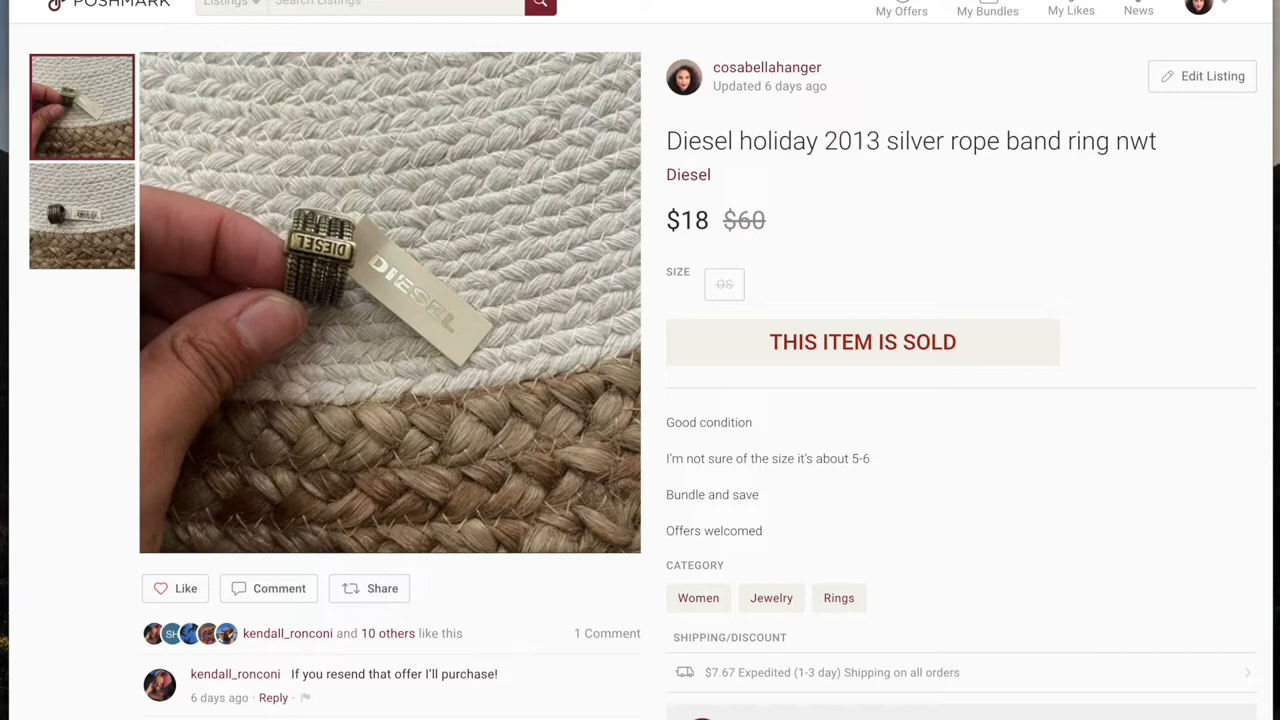 POSHMARK
Listings
Search Listings
My Offers
My Bundles
My Likes
News
cosabellahanger
Updated 6 days ago
Edit Listing
Diesel holiday 2013 silver rope band ring nwt
Diesel
$18 $60
SIZE
OS
THIS ITEM IS SOLD
DIESEL
DIESEL
Good condition
I'm not sure of the size it's about 5-6
Bundle and save
Offers welcomed
CATEGORY
Women
Jewelry
Rings
SHIPPING/DISCOUNT
$7.67 Expedited (1-3 day) Shipping on all orders
Like
Comment
Share
SH
kendall_ronconi and 10 others like this
1 Comment
kendall_ronconi If you resend that offer I'll purchase!
6 days ago · Reply ·